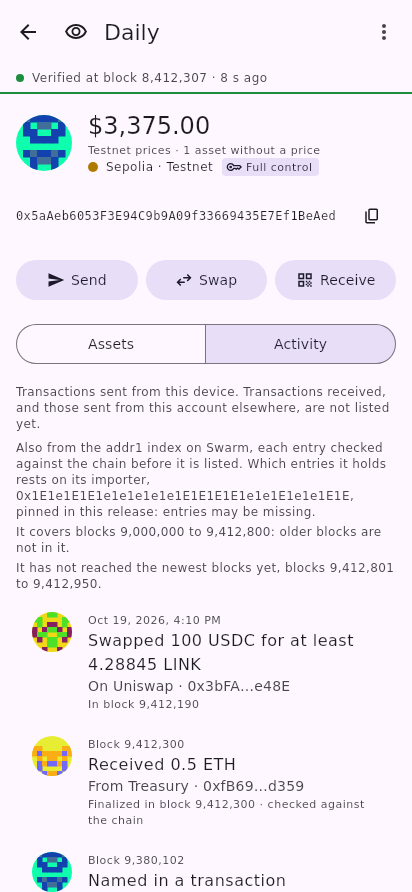 Daily
Verified at block 8,412,307 · 8 s ago
$3,375.00
Testnet prices · 1 asset without a price
Sepolia · Testnet Full control
0x5aAeb6053F3E94C9b9A09f33669435E7Ef1BeAed
Send Swap Receive
Assets Activity
Transactions sent from this device. Transactions received,
and those sent from this account elsewhere, are not listed
yet.
Also from the addr1 index on Swarm, each entry checked
against the chain before it is listed. Which entries it holds
rests on its importer,
0x1E1e1E1E1e1e1e1e1e1E1E1E1E1e1e1E1e1e1e1E,
pinned in this release: entries may be missing.
It covers blocks 9,000,000 to 9,412,800: older blocks are
not in it.
It has not reached the newest blocks yet, blocks 9,412,801
to 9,412,950.
Oct 19, 2026, 4:10 PM
Swapped 100 USDC for at least
4.28845 LINK
On Uniswap · 0x3bFA...e48E
In block 9,412,190
Block 9,412,300
Received 0.5 ETH
From Treasury · 0xfB69...d359
Finalized in block 9,412,300 · checked against
the chain
Block 9,380,102
Named in a transaction